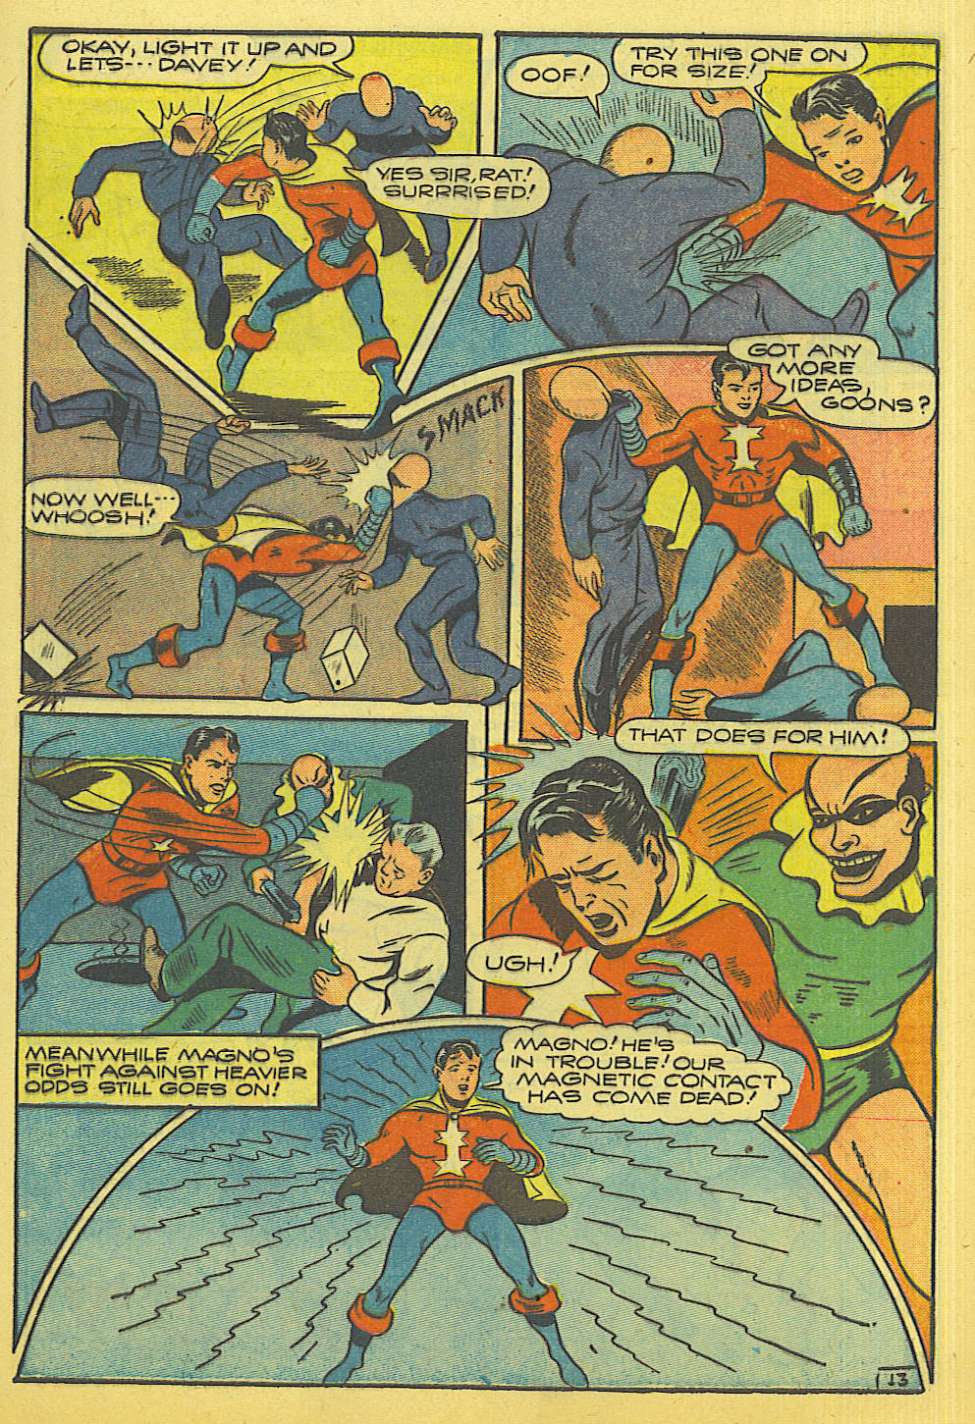 OKAY, LIGHT IT UP AND
LETS--- DAVEY!
YES SIR, RAT!
SURPRISED!
OOF!
TRY THIS ONE ON
FOR SIZE!
NOW WELL---
WHOOSH!
SMACK
GOT ANY
MORE
IDEAS,
GOONS?
MEANWHILE MAGNO'S
FIGHT AGAINST HEAVIER
ODDS STILL GOES ON!
THAT DOES FOR HIM!
UGH!
MAGNO! HE'S
IN TROUBLE! OUR
MAGNETIC CONTACT
HAS COME DEAD!
13